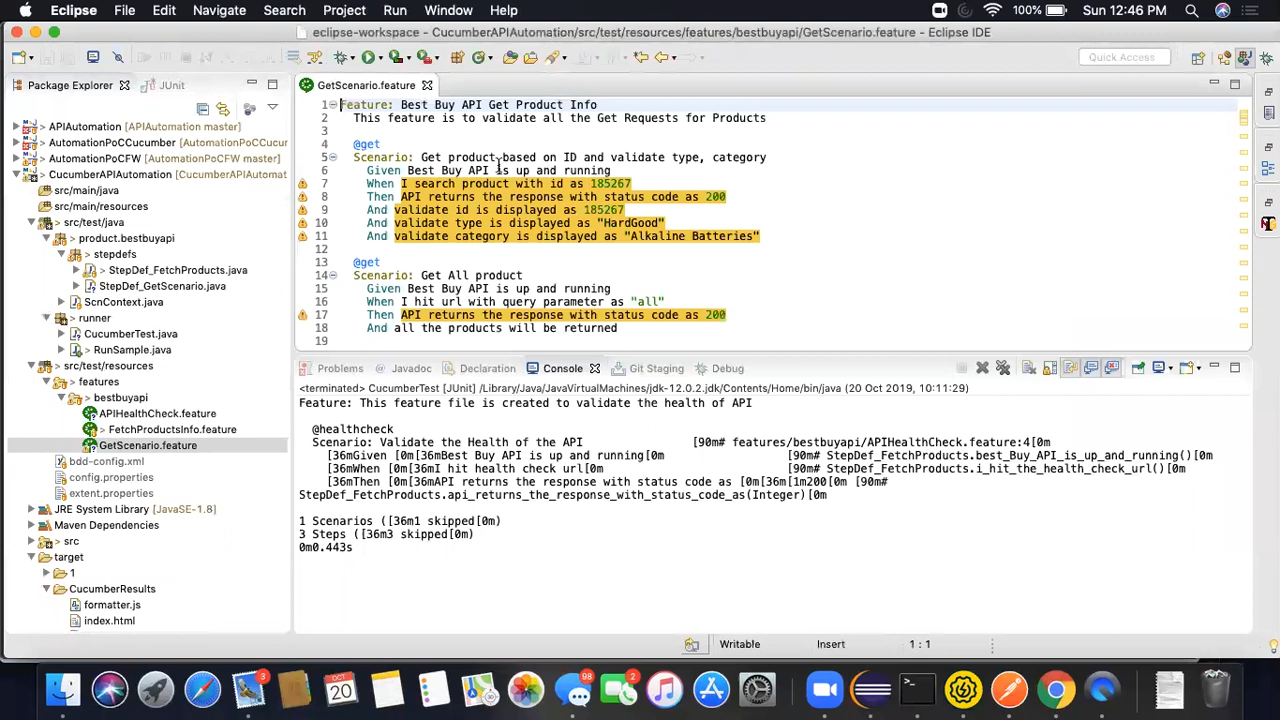 Eclipse File Edit Navigate Search Project Run Window Help 100% Sun 12:46 PM
eclipse-workspace - CucumberAPIAutomation/src/test/resources/features/bestbuyapi/GetScenario.feature - Eclipse IDE
Quick Access
Package Explorer JUnit
> APIAutomation [APIAutomation master]
> AutomationPoCCucumber [AutomationPoCCuc
> AutomationPoCFW [AutomationPoCFW master]
> CucumberAPIAutomation [CucumberAPIAutomat
src/main/java
src/main/resources
> src/test/java
> product.bestbuyapi
> stepdefs
> StepDef_FetchProducts.java
> StepDef_GetScenario.java
> ScnContext.java
> runner
> CucumberTest.java
> RunSample.java
> src/test/resources
> features
> bestbuyapi
APIHealthCheck.feature
> FetchProductsInfo.feature
GetScenario.feature
bdd-config.xml
config.properties
extent.properties
JRE System Library [JavaSE-1.8]
Maven Dependencies
> src
target
1
CucumberResults
formatter.js
index.html
GetScenario.feature
1 Feature: Best Buy API Get Product Info
2 This feature is to validate all the Get Requests for Products
3
4 @get
5 Scenario: Get product based on ID and validate type, category
6 Given Best Buy API is up and running
7 When I search product with id as 185267
8 Then API returns the response with status code as 200
9 And validate id is displayed as 185267
10 And validate type is displayed as "HardGood"
11 And validate category is displayed as "Alkaline Batteries"
12
13 @get
14 Scenario: Get All product
15 Given Best Buy API is up and running
16 When I hit url with query parameter as "all"
17 Then API returns the response with status code as 200
18 And all the products will be returned
19
Problems Javadoc Declaration Console Git Staging Debug
<terminated> CucumberTest [JUnit] /Library/Java/JavaVirtualMachines/jdk-12.0.2.jdk/Contents/Home/bin/java (20 Oct 2019, 10:11:29)
Feature: This feature file is created to validate the health of API
@healthcheck
Scenario: Validate the Health of the API [90m# features/bestbuyapi/APIHealthCheck.feature:4[0m
[36mGiven [0m[36mBest Buy API is up and running[0m [90m# StepDef_FetchProducts.best_Buy_API_is_up_and_running()[0m
[36mWhen [0m[36mI hit health check url[0m [90m# StepDef_FetchProducts.i_hit_the_health_check_url()[0m
[36mThen [0m[36mAPI returns the response with status code as [0m[36m[1m200[0m [90m#
StepDef_FetchProducts.api_returns_the_response_with_status_code_as(Integer)[0m
1 Scenarios ([36m1 skipped[0m)
3 Steps ([36m3 skipped[0m)
0m0.443s
Writable Insert 1 : 1
3 OCT 20 98 2